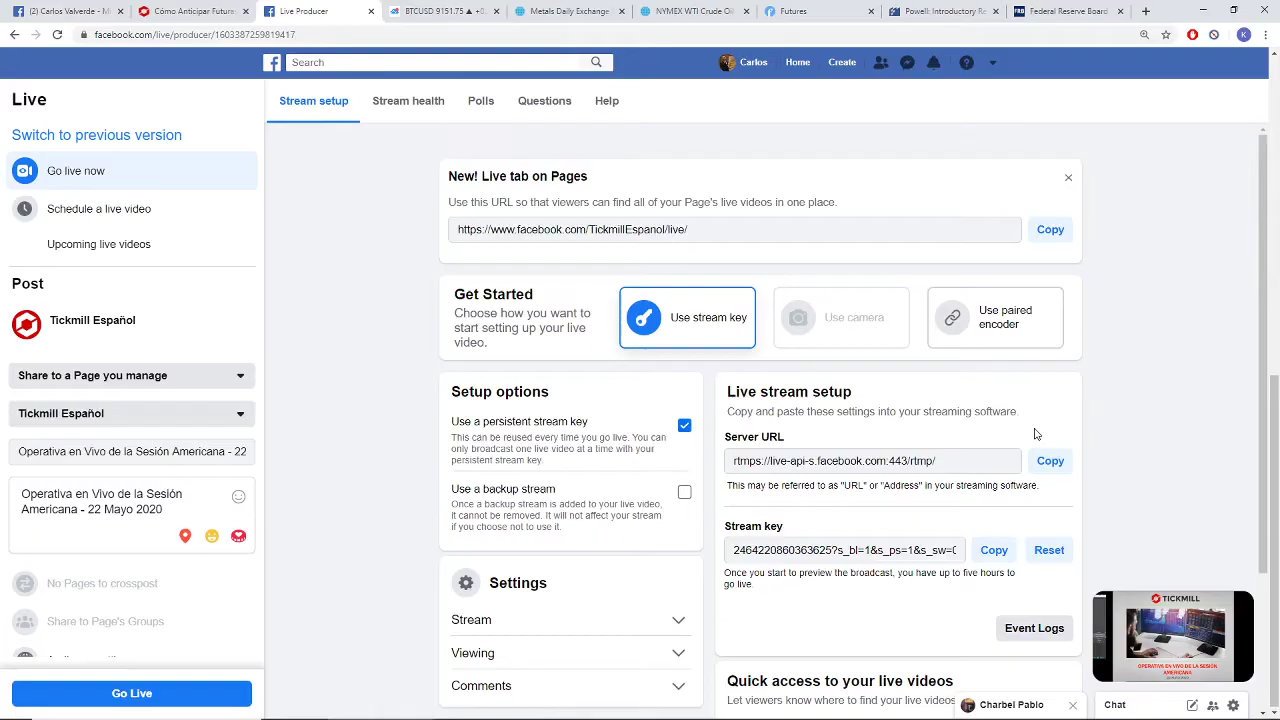 Carlos Valverde - M
Cómo Anticipar Futuros
Live Producer
BTCUSD 9151.75 ▲ +5
Metals Daily Exchange
NYMEX WTI Crude Oil
Futures
Powell: Introductory Re
Federal Reserve Board
facebook.com/live/producer/1603387259819417
K
Search
Carlos
Home
Create
Live
Switch to previous version
Go live now
Schedule a live video
Upcoming live videos
Post
Tickmill Español
Share to a Page you manage
Tickmill Español
Operativa en Vivo de la Sesión Americana - 22
Operativa en Vivo de la Sesión
Americana - 22 Mayo 2020
No Pages to crosspost
Share to Page's Groups
Go Live
Stream setup
Stream health
Polls
Questions
Help
New! Live tab on Pages
Use this URL so that viewers can find all of your Page's live videos in one place.
https://www.facebook.com/TickmillEspanol/live/
Copy
Get Started
Choose how you want to
start setting up your live
video.
Use stream key
Use camera
Use paired
encoder
Setup options
Use a persistent stream key
This can be reused every time you go live. You can
only broadcast one live video at a time with your
persistent stream key.
Use a backup stream
Once a backup stream is added to your live video,
it cannot be removed. It will not affect your stream
if you choose not to use it.
Settings
Stream
Viewing
Comments
Live stream setup
Copy and paste these settings into your streaming software.
Server URL
rtmps://live-api-s.facebook.com:443/rtmp/
Copy
This may be referred to as "URL" or "Address" in your streaming software.
Stream key
2464220860363625?s_bl=1&s_ps=1&s_sw=0
Copy
Reset
Once you start to preview the broadcast, you have up to five hours to
go live.
Event Logs
Quick access to your live videos
Let viewers know where to find your live videos
TICKMILL
OPERATIVA EN VIVO DE LA SESIÓN
AMERICANA
Charbel Pablo
Chat